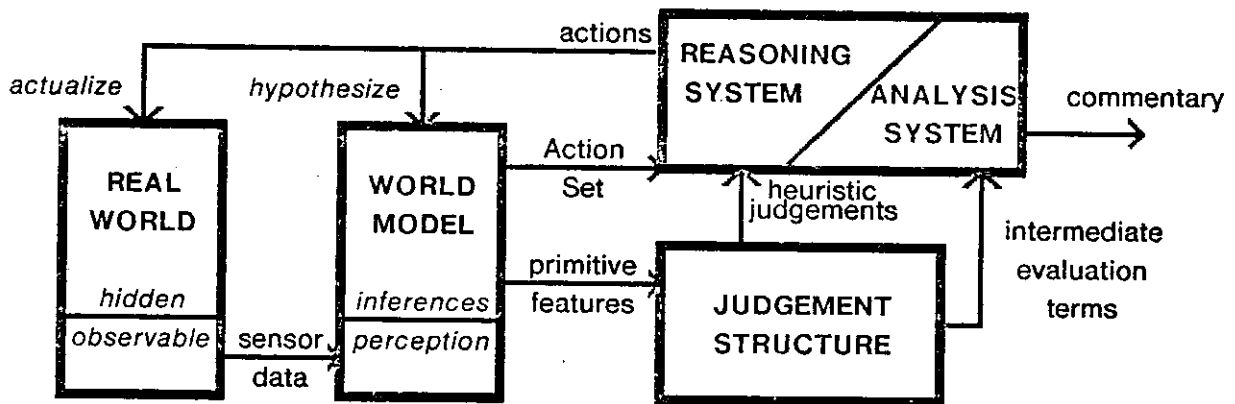 actions
REASONING
SYSTEM
ANALYSIS
SYSTEM
commentary
actualize
hypothesize
REAL
WORLD
hidden
observable
sensor
data
WORLD
MODEL
inferences
perception
Action
Set
primitive
features
heuristic
judgements
JUDGEMENT
STRUCTURE
intermediate
evaluation
terms